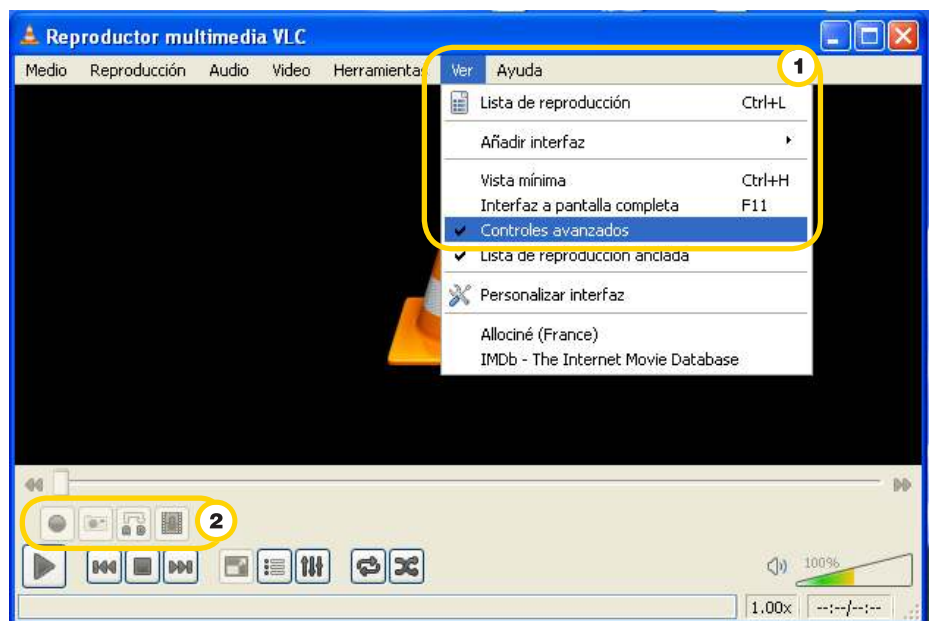 Reproductor multimedia VLC
Medio Reproducción Audio Video Herramientas Ver Ayuda
1
Lista de reproducción Ctrl+L
Añadir interfaz
Vista mínima Ctrl+H
Interfaz a pantalla completa F11
Controles avanzados
Lista de reproducción anclada
Personalizar interfaz
Allociné (France)
IMDb - The Internet Movie Database
2
100%
1.00x --:--/--:--